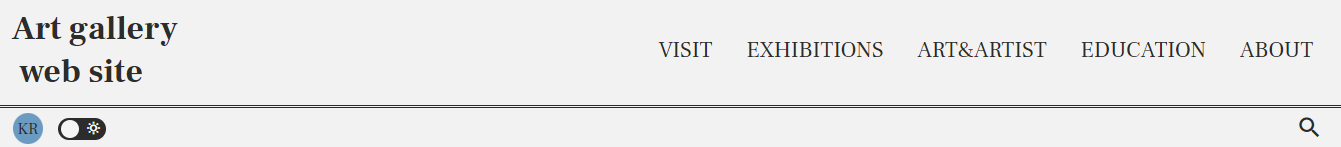 Art gallery
web site
VISIT EXHIBITIONS ART&ARTIST EDUCATION ABOUT
KR